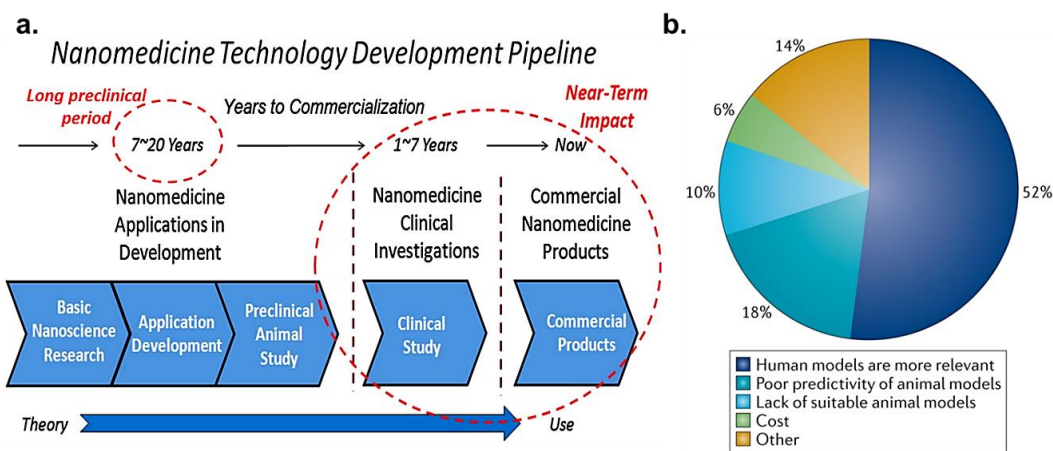 a.
Nanomedicine Technology Development Pipeline
Long preclinical
period
7~20 Years
Years to Commercialization
1~7 Years
Near-Term
Impact
Now
Nanomedicine
Applications in
Development
Nanomedicine
Clinical
Investigations
Commercial
Nanomedicine
Products
Basic
Nanoscience
Research
Application
Development
Preclinical
Animal
Study
Clinical
Study
Commercial
Products
Theory
Use
b.
14%
6%
10%
18%
52%
Human models are more relevant
Poor predictivity of animal models
Lack of suitable animal models
Cost
Other